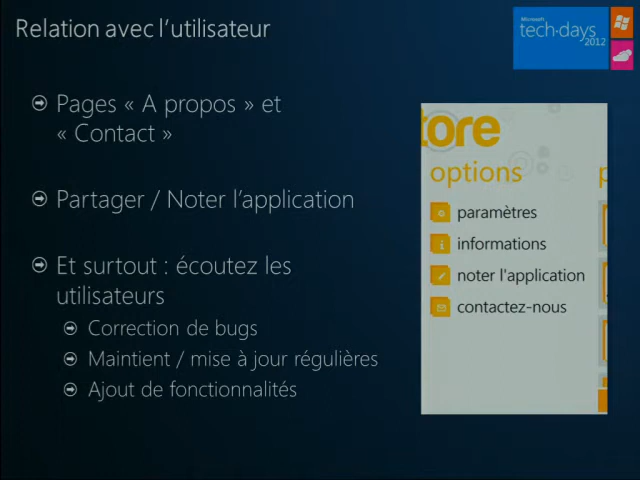 Relation avec l'utilisateur
Microsoft
tech·days
2012
Pages « A propos » et
« Contact »
Partager / Noter l'application
Et surtout : écoutez les
utilisateurs
Correction de bugs
Maintient / mise à jour régulières
Ajout de fonctionnalités
tore
options
p
paramètres
informations
noter l'application
contactez-nous